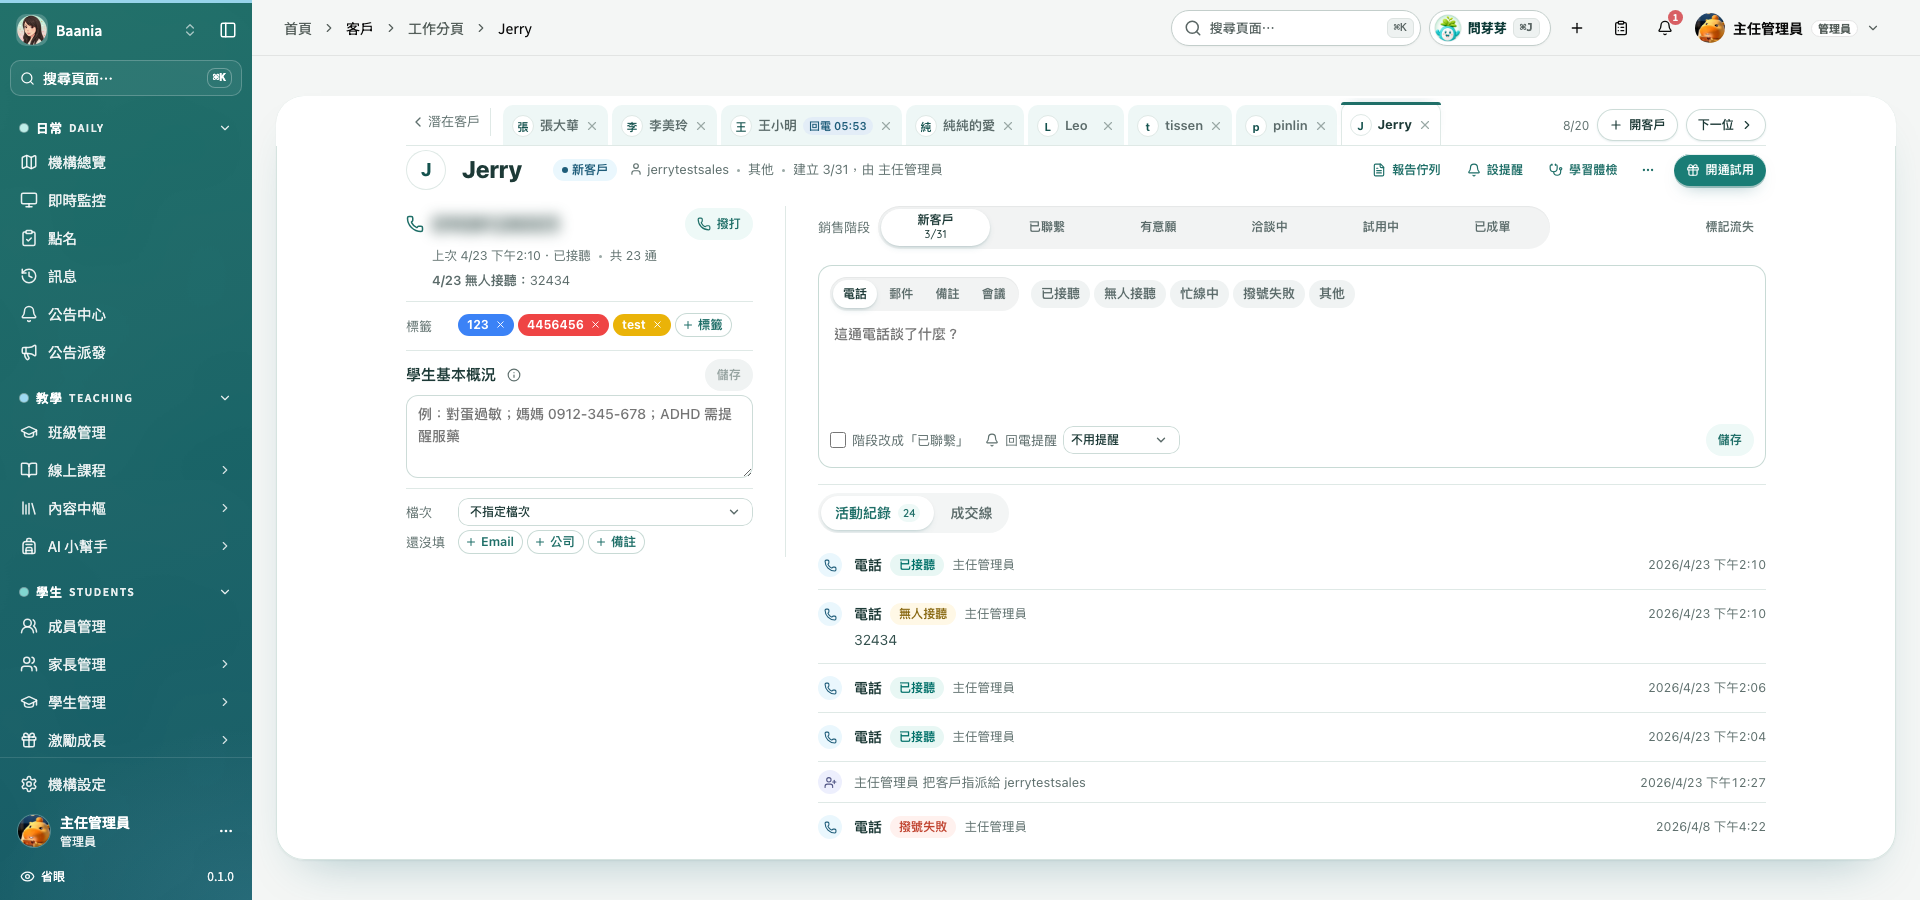 Baania
搜尋頁面⋯ ⌘K
日常 DAILY
機構總覽
即時監控
點名
訊息
公告中心
公告派發
教學 TEACHING
班級管理
線上課程
內容中樞
AI 小幫手
學生 STUDENTS
成員管理
家長管理
學生管理
激勵成長
機構設定
主任管理員
管理員
省眼 0.1.0
首頁 客戶 工作分頁 Jerry
搜尋頁面⋯ ⌘K
問芽芽 ⌘J
1
主任管理員 管理員
潛在客戶
張 張大華
李 李美玲
王 王小明 回電 05:53
純 純純的愛
L Leo
t tissen
p pinlin
J Jerry
8/20
開客戶
下一位
J Jerry 新客戶 jerrytestsales • 其他 • 建立 3/31 · 由 主任管理員
報告佇列 設提醒 學習體檢 ⋯ 開通試用
撥打
上次 4/23 下午2:10 · 已接聽 • 共 23 通
4/23 無人接聽：32434
標籤 123 4456456 test + 標籤
學生基本概況 儲存
例：對蛋過敏；媽媽 0912-345-678；ADHD 需提
醒服藥
檔次 不指定檔次
還沒填 + Email + 公司 + 備註
銷售階段 新客戶 已聯繫 有意願 洽談中 試用中 已成單 標記流失
3/31
電話 郵件 備註 會議 已接聽 無人接聽 忙線中 撥號失敗 其他
這通電話談了什麼？
階段改成「已聯繫」 回電提醒 不用提醒 儲存
活動紀錄 24 成交線
電話 已接聽 主任管理員 2026/4/23 下午2:10
電話 無人接聽 主任管理員 2026/4/23 下午2:10
32434
電話 已接聽 主任管理員 2026/4/23 下午2:06
電話 已接聽 主任管理員 2026/4/23 下午2:04
主任管理員 把客戶指派給 jerrytestsales 2026/4/23 下午12:27
電話 撥號失敗 主任管理員 2026/4/8 下午4:22